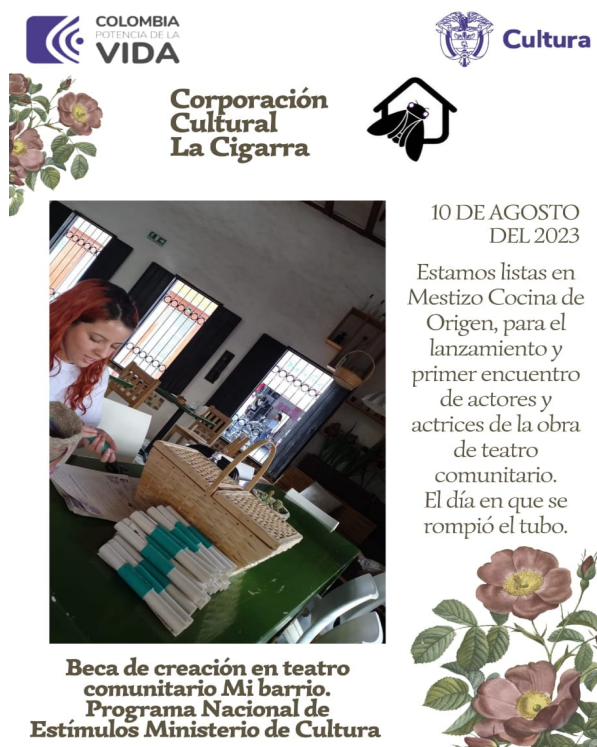 COLOMBIA
POTENCIA DE LA
VIDA
Cultura
Corporación
Cultural
La Cigarra
10 DE AGOSTO
DEL 2023
Estamos listas en
Mestizo Cocina de
Origen, para el
lanzamiento y
primer encuentro
de actores y
actrices de la obra
de teatro
comunitario.
El día en que se
rompió el tubo.
Beca de creación en teatro
comunitario Mi barrio.
Programa Nacional de
Estímulos Ministerio de Cultura